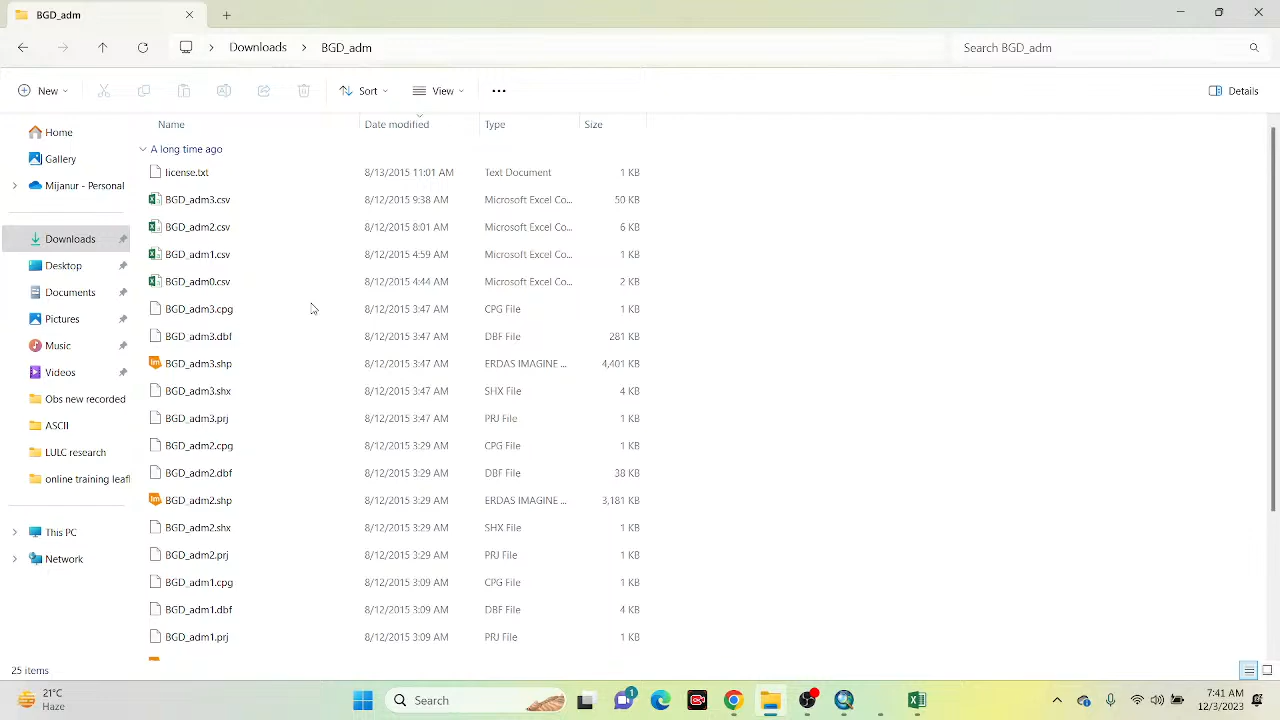 BGD_adm
Downloads > BGD_adm
Search BGD_adm
New
Sort
View
Details
Name Date modified Type Size
Home
Gallery
Mijanur - Personal
Downloads
Desktop
Documents
Pictures
Music
Videos
Obs new recorded
ASCII
LULC research
online training leafl
This PC
Network
A long time ago
license.txt 8/13/2015 11:01 AM Text Document 1 KB
BGD_adm3.csv 8/12/2015 9:38 AM Microsoft Excel Co... 50 KB
BGD_adm2.csv 8/12/2015 8:01 AM Microsoft Excel Co... 6 KB
BGD_adm1.csv 8/12/2015 4:59 AM Microsoft Excel Co... 1 KB
BGD_adm0.csv 8/12/2015 4:44 AM Microsoft Excel Co... 2 KB
BGD_adm3.cpg 8/12/2015 3:47 AM CPG File 1 KB
BGD_adm3.dbf 8/12/2015 3:47 AM DBF File 281 KB
BGD_adm3.shp 8/12/2015 3:47 AM ERDAS IMAGINE ... 4,401 KB
BGD_adm3.shx 8/12/2015 3:47 AM SHX File 4 KB
BGD_adm3.prj 8/12/2015 3:47 AM PRJ File 1 KB
BGD_adm2.cpg 8/12/2015 3:29 AM CPG File 1 KB
BGD_adm2.dbf 8/12/2015 3:29 AM DBF File 38 KB
BGD_adm2.shp 8/12/2015 3:29 AM ERDAS IMAGINE ... 3,181 KB
BGD_adm2.shx 8/12/2015 3:29 AM SHX File 1 KB
BGD_adm2.prj 8/12/2015 3:29 AM PRJ File 1 KB
BGD_adm1.cpg 8/12/2015 3:09 AM CPG File 1 KB
BGD_adm1.dbf 8/12/2015 3:09 AM DBF File 4 KB
BGD_adm1.prj 8/12/2015 3:09 AM PRJ File 1 KB
25 items
21°C
Haze
Search
1
7:41 AM
12/3/2023